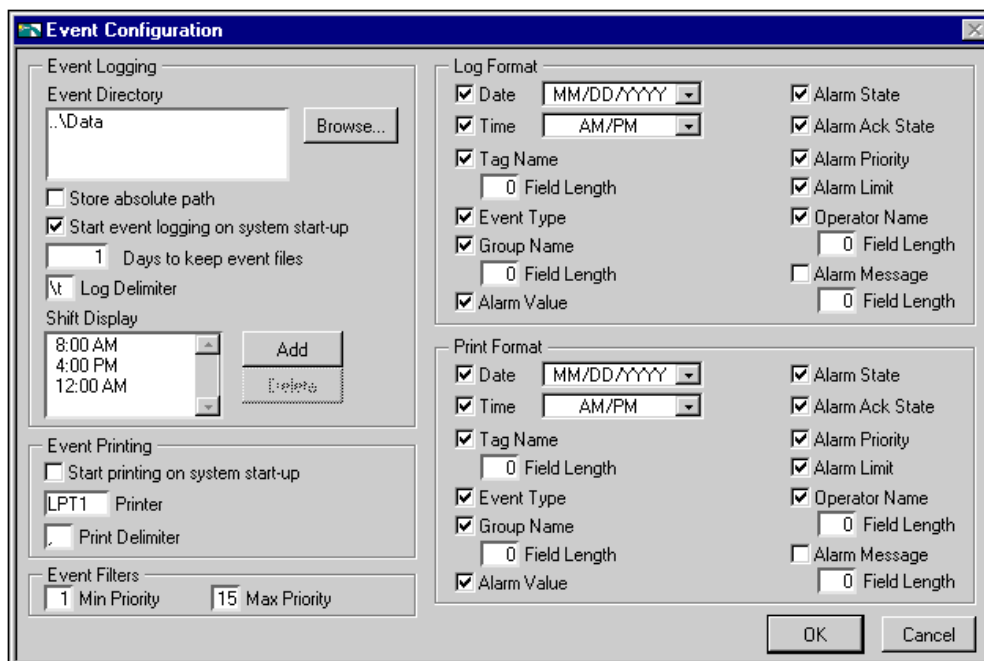 Event Configuration
Event Logging
Event Directory
..\Data
Browse...
Store absolute path
Start event logging on system start-up
1 Days to keep event files
\t Log Delimiter
Shift Display
8:00 AM
4:00 PM
12:00 AM
Add
Delete
Event Printing
Start printing on system start-up
LPT1 Printer
, Print Delimiter
Event Filters
1 Min Priority 15 Max Priority
Log Format
Date MM/DD/YYYY
Time AM/PM
Tag Name
0 Field Length
Event Type
Group Name
0 Field Length
Alarm Value
Alarm State
Alarm Ack State
Alarm Priority
Alarm Limit
Operator Name
0 Field Length
Alarm Message
0 Field Length
Print Format
Date MM/DD/YYYY
Time AM/PM
Tag Name
0 Field Length
Event Type
Group Name
0 Field Length
Alarm Value
Alarm State
Alarm Ack State
Alarm Priority
Alarm Limit
Operator Name
0 Field Length
Alarm Message
0 Field Length
OK
Cancel